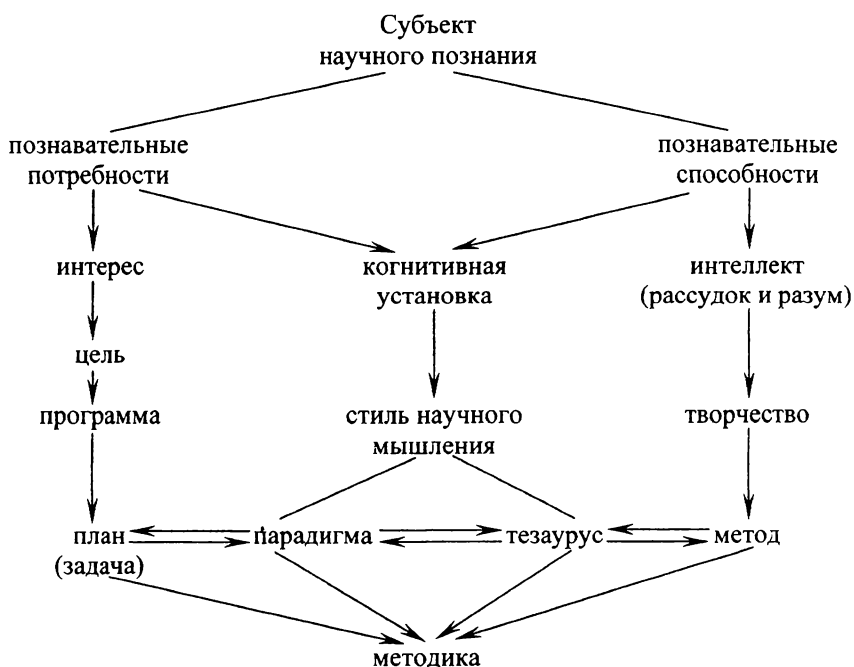 Субъект
научного познания
познавательные
потребности
познавательные
способности
интерес
когнитивная
установка
интеллект
(рассудок и разум)
цель
программа
стиль научного
мышления
творчество
план
(задача)
парадигма
тезаурус
метод
методика